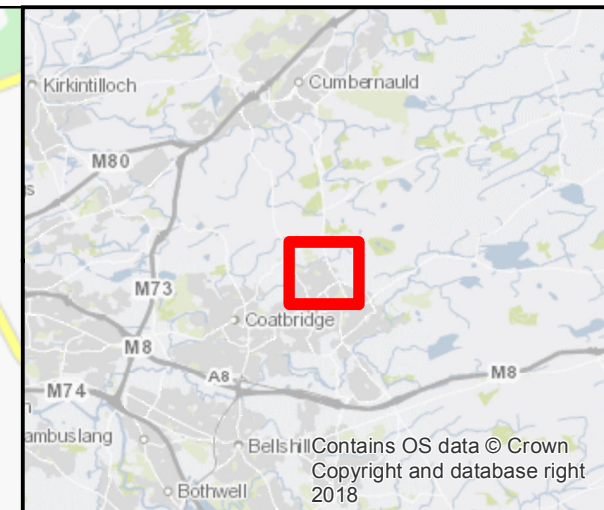 Kirkintilloch
Cumbernauld
M80
s
M73
Coatbridge
M8
A8
M8
M74
n
ambuslang
Bellshill
Contains OS data © Crown
Copyright and database right
2018
Bothwell